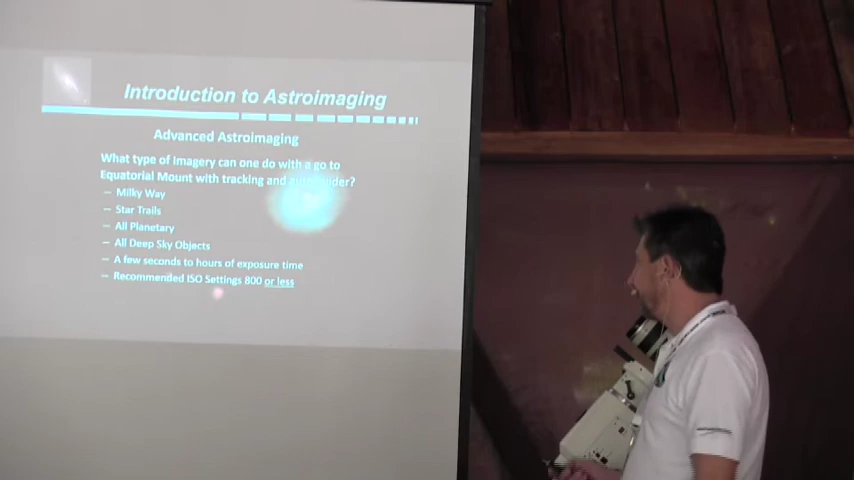 Introduction to Astroimaging
Advanced Astroimaging
What type of Imagery can one do with a go to
Equatorial Mount with tracking and autoguider?
– Milky Way
– Star Trails
– All Planetary
– All Deep Sky Objects
– A few seconds to hours of exposure time
– Recommended ISO Settings 800 or less